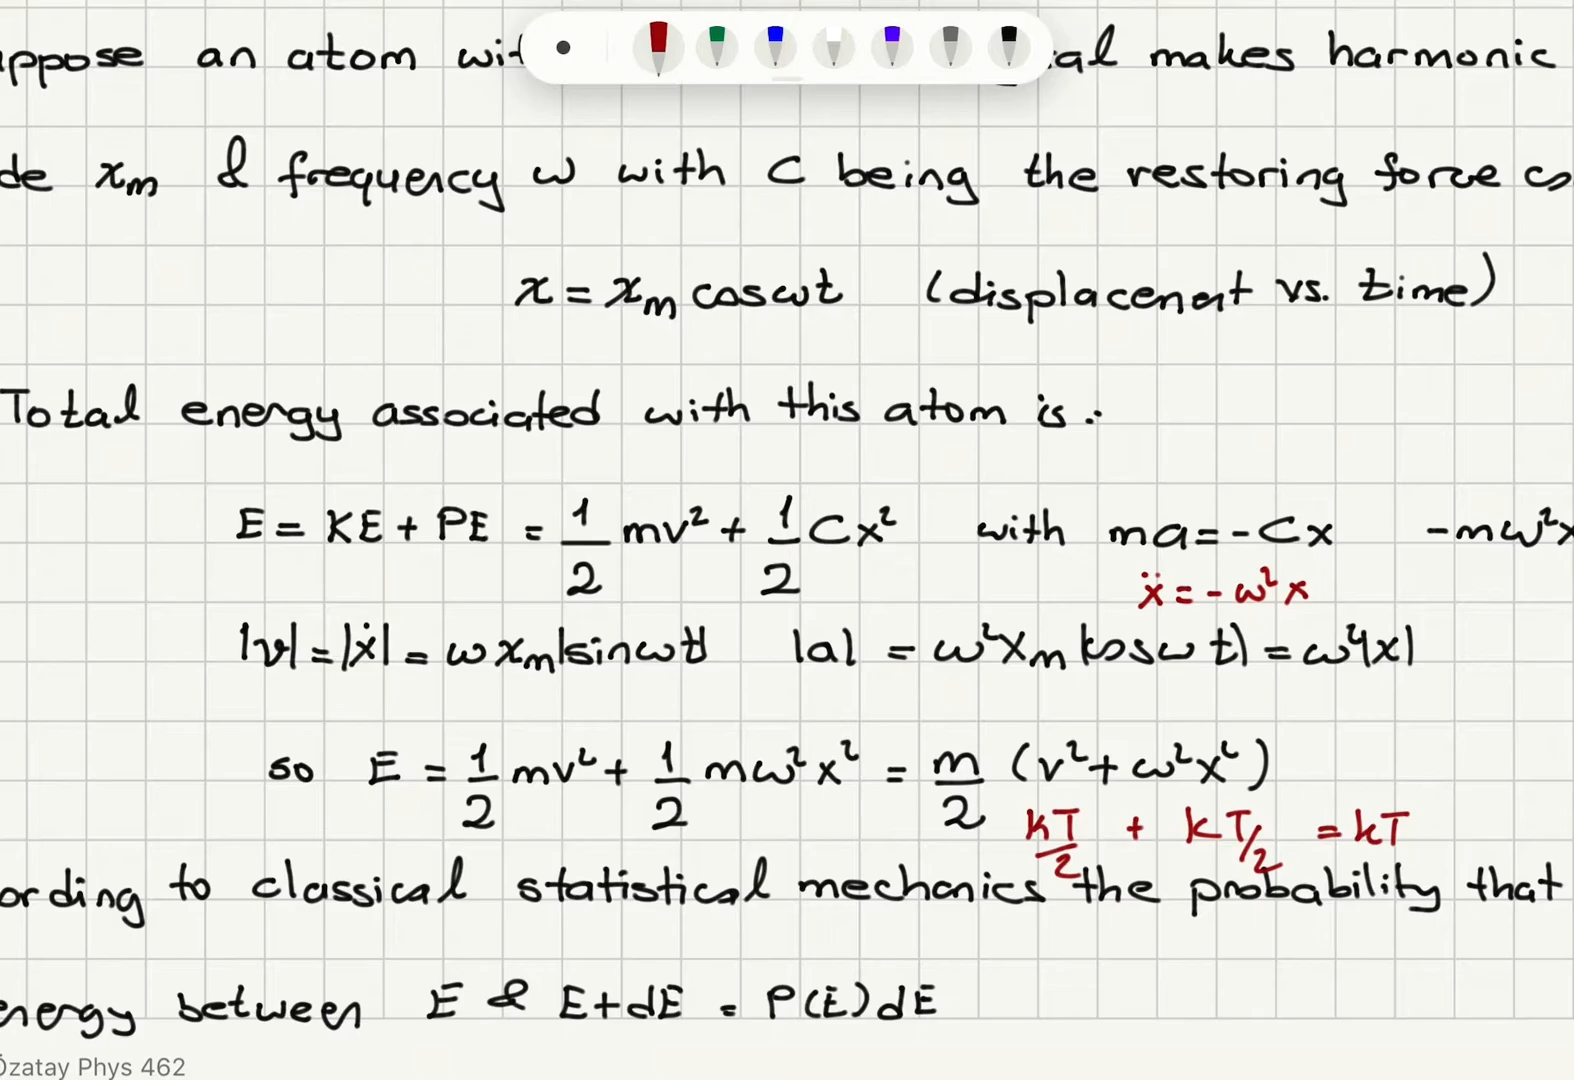 ppose an atom wit al makes harmonic
de xₘ & frequency ω with C being the restoring force co
x = xₘ cosωt (displacement vs. time)
Total energy associated with this atom is :
E = KE + PE = 1/2 mv² + 1/2 Cx² with ma = -Cx -mω²x
ẍ = -ω²x
|v| = |ẋ| = ωxₘ|sinωt| |a| = ω²xₘ|cosωt| = ω²|x|
so E = 1/2 mv² + 1/2 mω²x² = m/2 (v² + ω²x²)
kT/2 + kT/2 = kT
ording to classical statistical mechanics the probability that
nergy between E & E+dE = P(E)dE
Özatay Phys 462